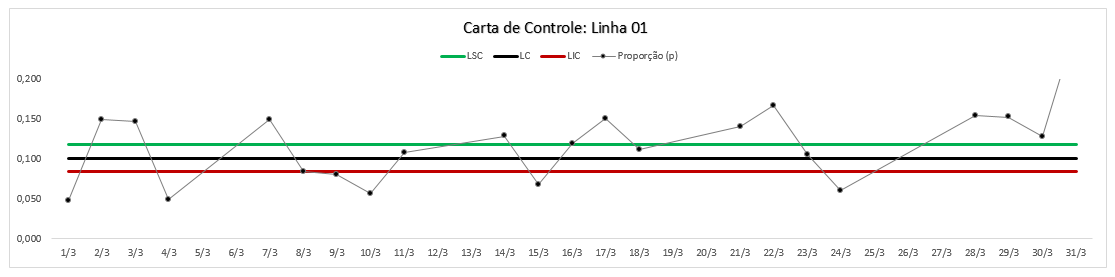 Carta de Controle: Linha 01
LSC LC LIC Proporção (p)
0,200
0,150
0,100
0,050
0,000
1/3 2/3 3/3 4/3 5/3 6/3 7/3 8/3 9/3 10/3 11/3 12/3 13/3 14/3 15/3 16/3 17/3 18/3 19/3 20/3 21/3 22/3 23/3 24/3 25/3 26/3 27/3 28/3 29/3 30/3 31/3